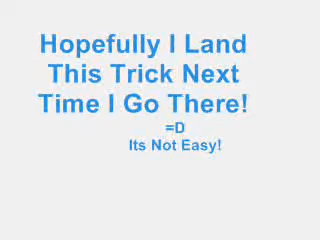 Hopefully I Land
This Trick Next
Time I Go There!
=D
Its Not Easy!